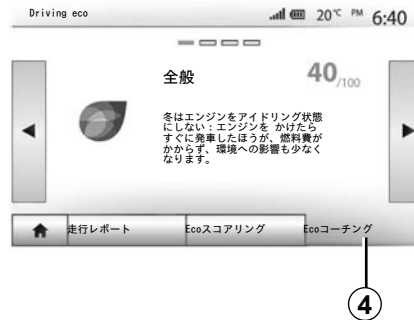 Driving eco
20℃ PM 6:40
全般
40/100
冬はエンジンをアイドリング状態
にしない：エンジンを かけたら
すぐに発車したほうが、燃料費が
かからず、環境への影響も少なく
なります。
走行レポート
Ecoスコアリング
Ecoコーチング
4